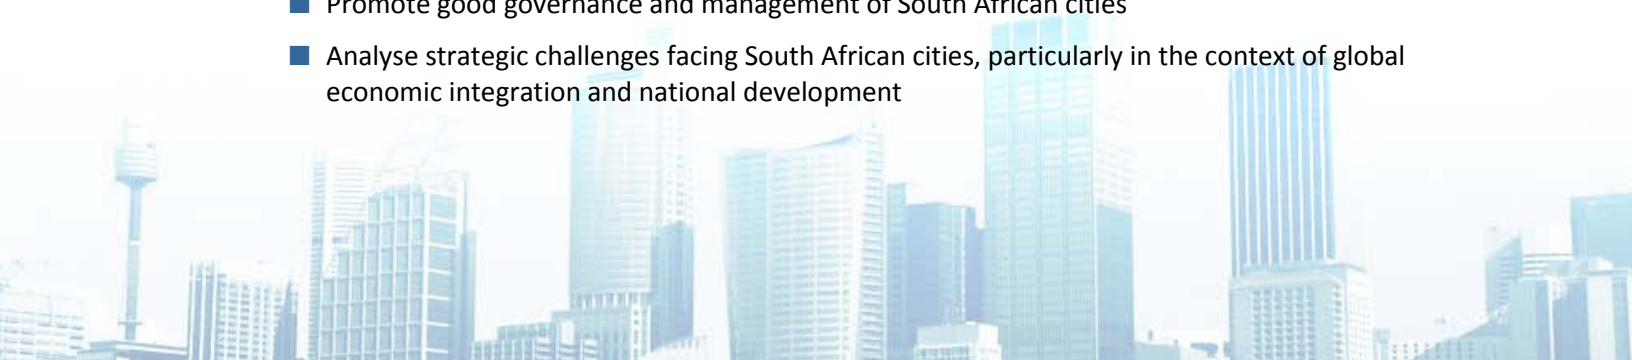 Promote good governance and management of South African cities
Analyse strategic challenges facing South African cities, particularly in the context of global
economic integration and national development